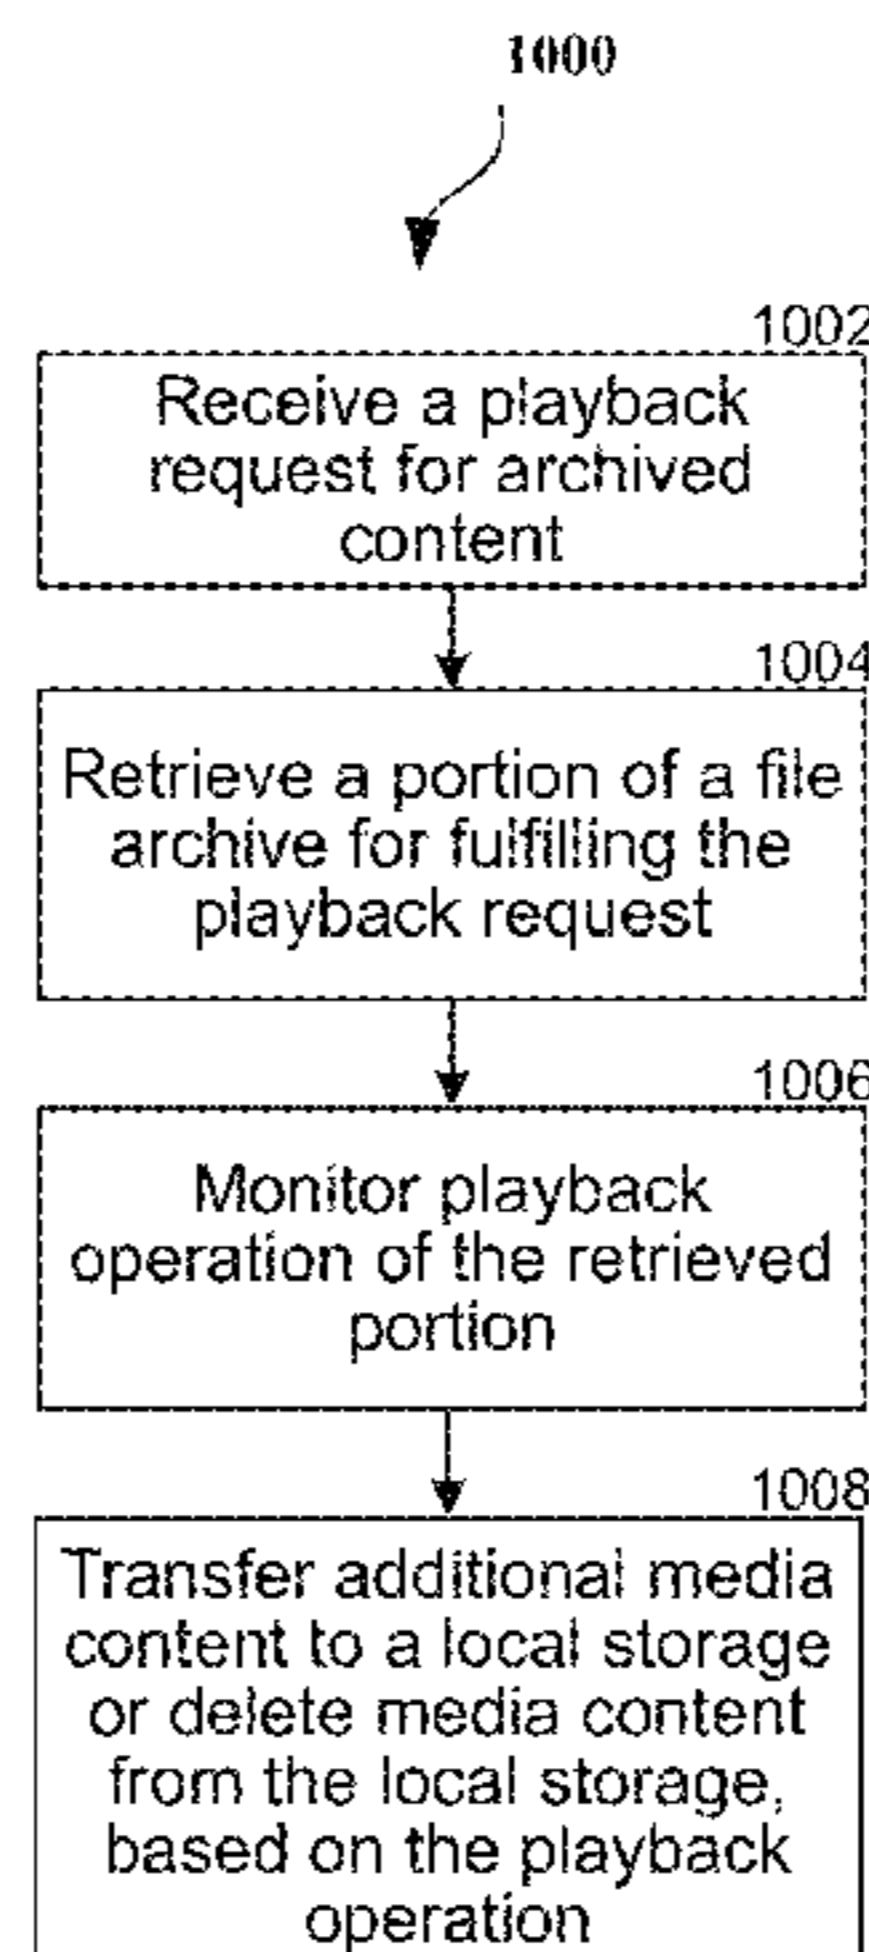 1000
1002
Receive a playback
request for archived
content
1004
Retrieve a portion of a file
archive for fulfilling the
playback request
1006
Monitor playback
operation of the retrieved
portion
1008
Transfer additional media
content to a local storage
or delete media content
from the local storage,
based on the playback
operation